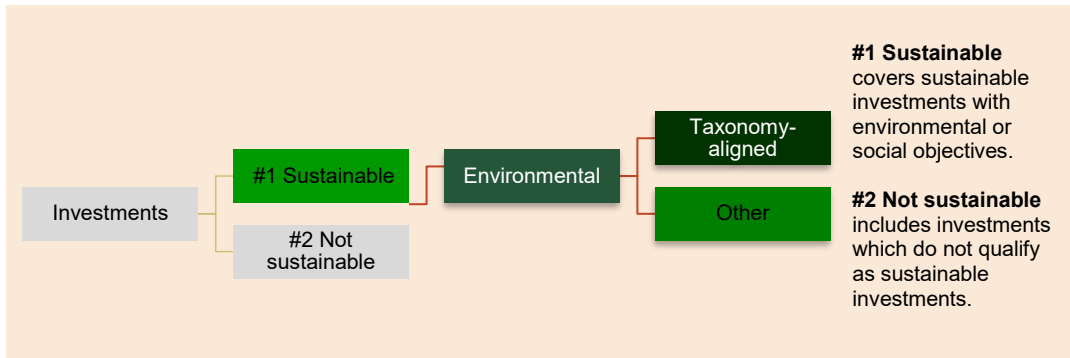 Investments
#1 Sustainable
#2 Not
sustainable
Environmental
Taxonomy-
aligned
Other
#1 Sustainable
covers sustainable
investments with
environmental or
social objectives.
#2 Not sustainable
includes investments
which do not qualify
as sustainable
investments.